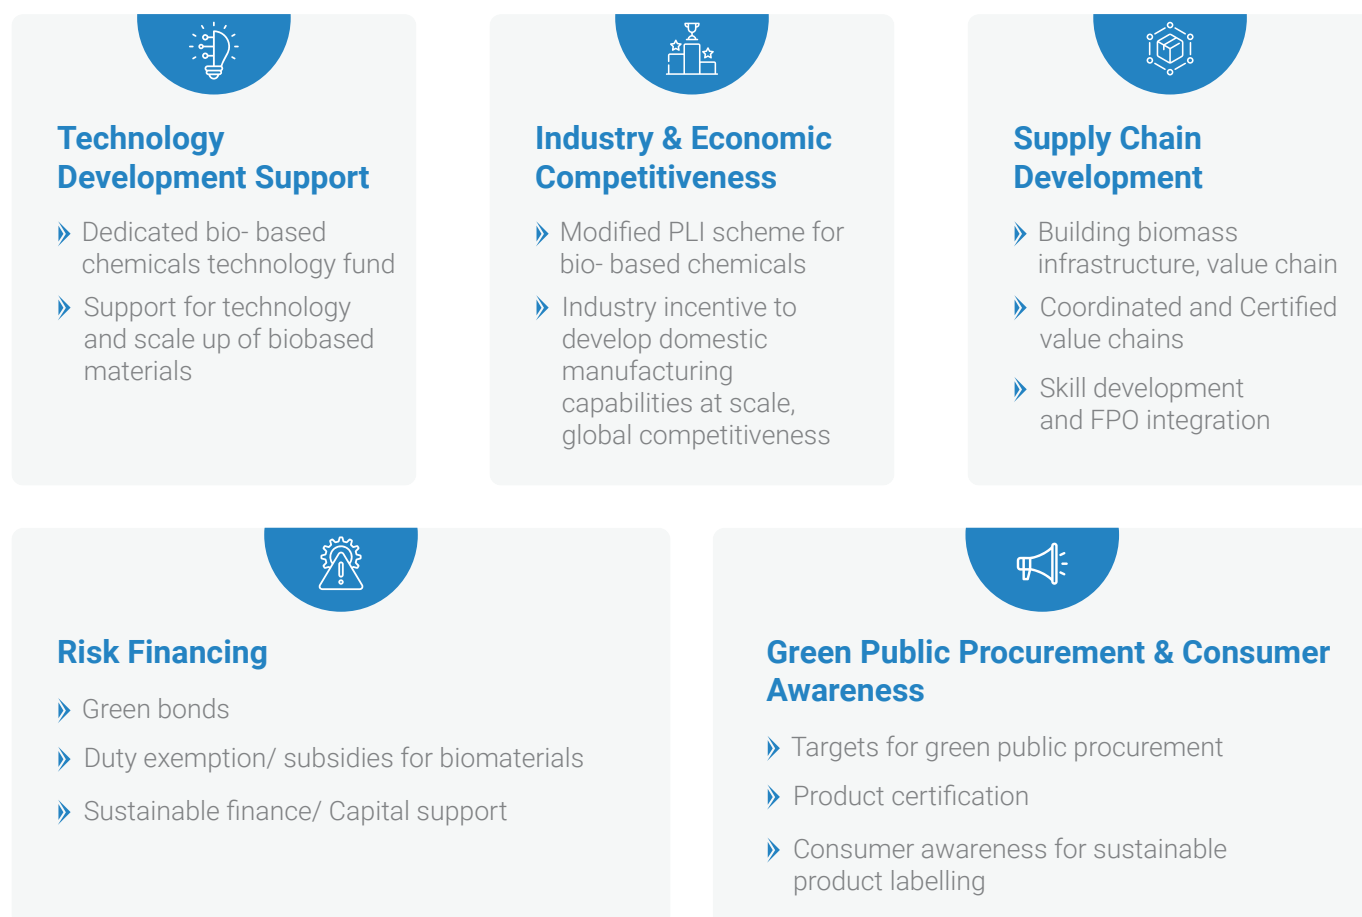 Technology
Development Support
Dedicated bio- based
chemicals technology fund
Support for technology
and scale up of biobased
materials
Industry & Economic
Competitiveness
Modified PLI scheme for
bio- based chemicals
Industry incentive to
develop domestic
manufacturing
capabilities at scale,
global competitiveness
Supply Chain
Development
Building biomass
infrastructure, value chain
Coordinated and Certified
value chains
Skill development
and FPO integration
Risk Financing
Green bonds
Duty exemption/ subsidies for biomaterials
Sustainable finance/ Capital support
Green Public Procurement & Consumer
Awareness
Targets for green public procurement
Product certification
Consumer awareness for sustainable
product labelling